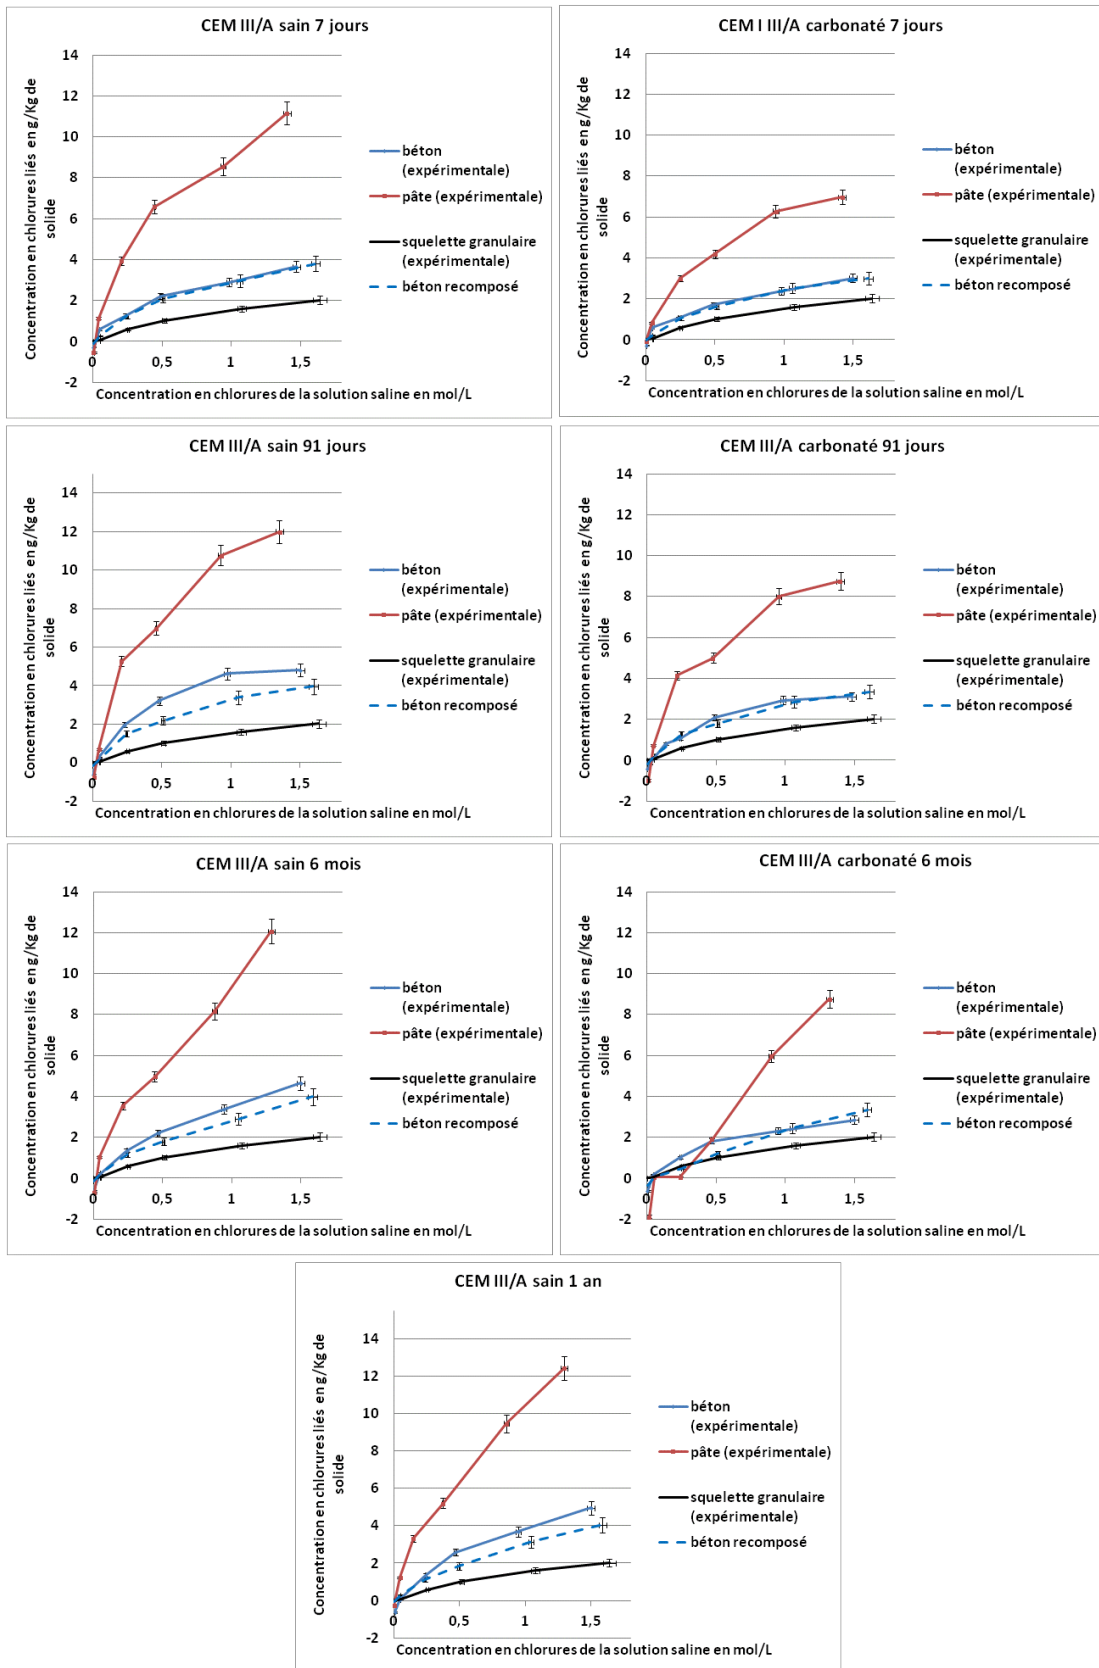 CEM III/A sain 7 jours
Concentration en chlorures liés en g/Kg de
solide
14
12
10
8
6
4
2
0
-2
0
0,5
1
1,5
Concentration en chlorures de la solution saline en mol/L
béton
(expérimentale)
pâte (expérimentale)
squelette granulaire
(expérimentale)
béton recomposé
CEM I II/A carbonaté 7 jours
Concentration en chlorures liés en g/Kg de
solide
14
12
10
8
6
4
2
0
-2
0
0,5
1
1,5
Concentration en chlorures de la solution saline en mol/L
béton
(expérimentale)
pâte (expérimentale)
squelette granulaire
(expérimentale)
béton recomposé
CEM III/A sain 91 jours
Concentration en chlorures liés en g/Kg de
solide
14
12
10
8
6
4
2
0
-2
0
0,5
1
1,5
Concentration en chlorures de la solution saline en mol/L
béton
(expérimentale)
pâte (expérimentale)
squelette granulaire
(expérimentale)
béton recomposé
CEM III/A carbonaté 91 jours
Concentration en chlorures liés en g/Kg de
solide
14
12
10
8
6
4
2
0
-2
0
0,5
1
1,5
Concentration en chlorures de la solution saline en mol/L
béton
(expérimentale)
pâte (expérimentale)
squelette granulaire
(expérimentale)
béton recomposé
CEM III/A sain 6 mois
Concentration en chlorures liés en g/Kg de
solide
14
12
10
8
6
4
2
0
-2
0
0,5
1
1,5
Concentration en chlorures de la solution saline en mol/L
béton
(expérimentale)
pâte (expérimentale)
squelette granulaire
(expérimentale)
béton recomposé
CEM III/A carbonaté 6 mois
Concentration en chlorures liés en g/Kg de
solide
14
12
10
8
6
4
2
0
-2
0
0,5
1
1,5
Concentration en chlorures de la solution saline en mol/L
béton
(expérimentale)
pâte (expérimentale)
squelette granulaire
(expérimentale)
béton recomposé
CEM III/A sain 1 an
Concentration en chlorures liés en g/Kg de
solide
14
12
10
8
6
4
2
0
-2
0
0,5
1
1,5
Concentration en chlorures de la solution saline en mol/L
béton
(expérimentale)
pâte (expérimentale)
squelette granulaire
(expérimentale)
béton recomposé